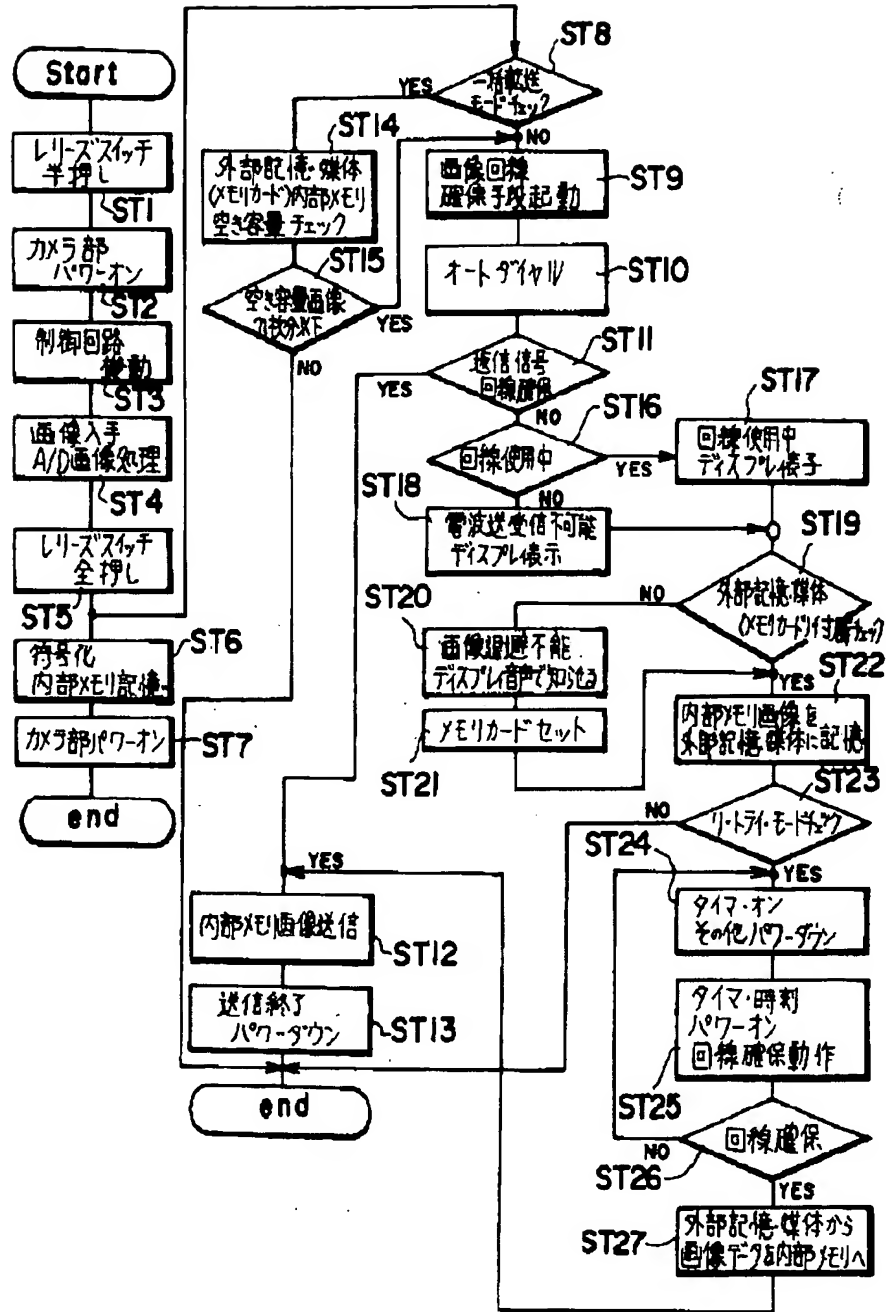 Start
レリーズスイッチ
半押し
ST1
カメラ部
パワーオン
ST2
制御回路
ST3
画像入手
A/D画像処理
ST4
レリーズスイッチ
全押し
ST5
符号化
内部メモリ記憶
ST6
カメラ部パワーオン
ST7
end
ST8
一括転送
モードチェック
YES
NO
ST14
外部記憶媒体
(メモリカード)内部メモリ
空き容量チェック
ST15
空き容量画像
n枚分以下
YES
NO
画像回線
確保手段起動
ST9
オートダイヤル
ST10
ST11
送信信号
回線確保
YES
NO
ST16
回線使用中
YES
NO
ST17
回線使用中
ディスプレイ表示
ST18
電波送受信不可能
ディスプレイ表示
ST19
外部記憶媒体
NO
YES
ST20
画像退避不能
ディスプレイ音声で知らせる
メモリカードセット
ST21
ST22
内部メモリ画像を
外部記憶媒体に記憶
ST23
リ・トライ・モードチェック
NO
YES
ST24
タイマ・オン
その他パワーダウン
タイマ・時刻
パワーオン
回線確保動作
ST25
回線確保
ST26
NO
YES
ST27
外部記憶媒体から
画像データを内部メモリへ
YES
内部メモリ画像送信
ST12
送信終了
パワーダウン
ST13
end